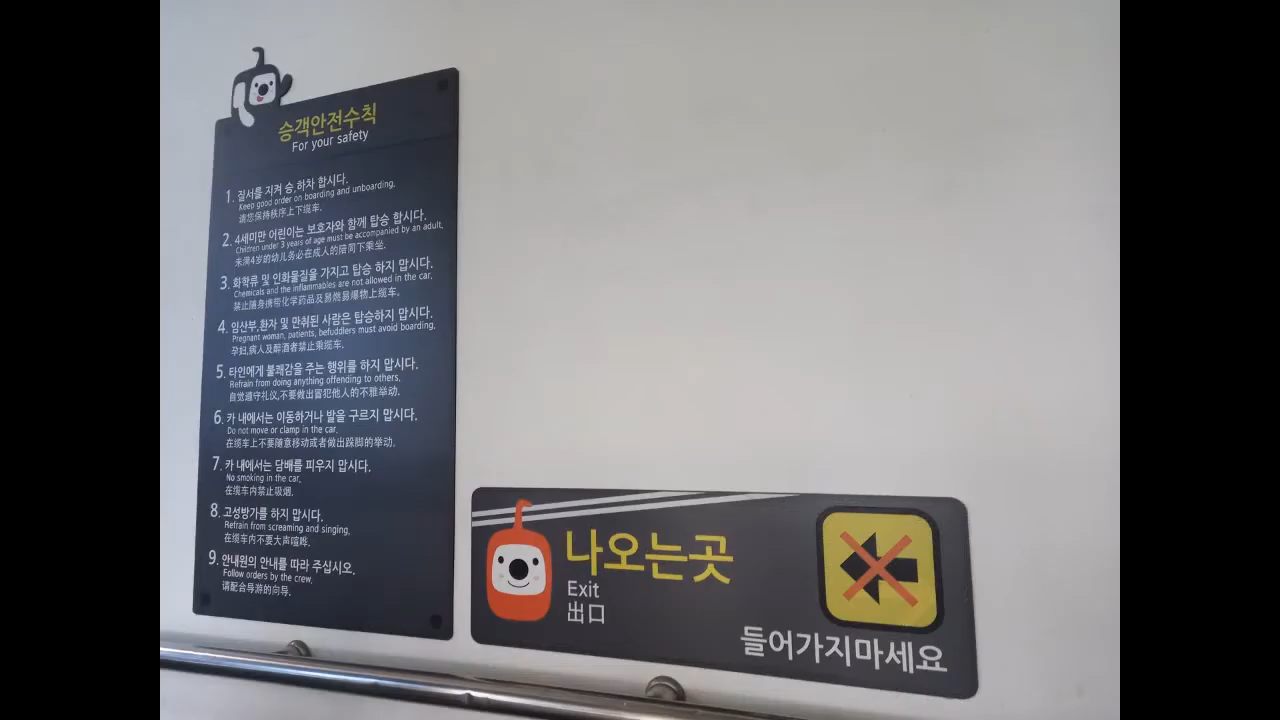 승객안전수칙
For your safety
1. 질서를 지켜 승,하차 합시다.
Keep good order on boarding and unboarding.
请您保持秩序上下缆车.
2. 4세미만 어린이는 보호자와 함께 탑승 합시다.
Children under 3 years of age must be accompanied by an adult.
未满4岁的幼儿务必在成人的陪同下乘坐.
3. 화학류 및 인화물질을 가지고 탑승 하지 맙시다.
Chemicals and the inflammables are not allowed in the car.
禁止随身携带化学药品及易燃易爆物上缆车。
4. 임산부,환자 및 만취된 사람은 탑승하지 맙시다.
Pregnant woman, patients, befuddlers must avoid boarding.
孕妇,病人及醉酒者禁止乘缆车.
5. 타인에게 불쾌감을 주는 행위를 하지 맙시다.
Refrain from doing anything offending to others.
自觉遵守礼仪,不要做出冒犯他人的不雅举动.
6. 카 내에서는 이동하거나 발을 구르지 맙시다.
Do not move or clamp in the car.
在缆车上不要随意移动或者做出跺脚的举动.
7. 카 내에서는 담배를 피우지 맙시다.
No smoking in the car.
在缆车内禁止吸烟.
8. 고성방가를 하지 맙시다.
Refrain from screaming and singing.
在缆车内不要大声喧哗.
9. 안내원의 안내를 따라 주십시오.
Follow orders by the crew.
请配合导游的向导.
나오는곳
Exit
出口
들어가지마세요